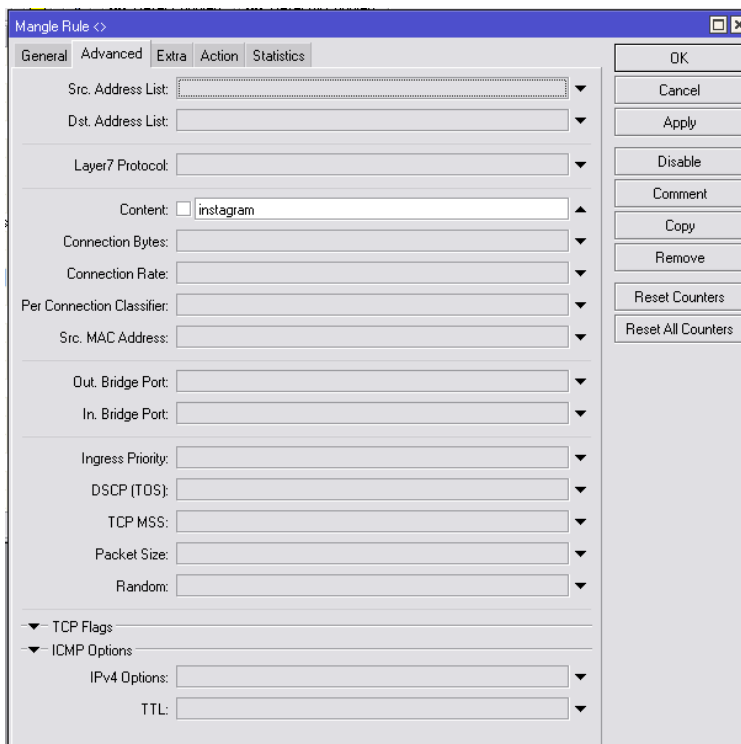 Mangle Rule <>
General Advanced Extra Action Statistics
OK
Src. Address List:
Cancel
Dst. Address List:
Apply
Layer7 Protocol:
Disable
Comment
Content: instagram
Copy
Connection Bytes:
Remove
Connection Rate:
Per Connection Classifier:
Reset Counters
Src. MAC Address:
Reset All Counters
Out. Bridge Port:
In. Bridge Port:
Ingress Priority:
DSCP (TOS):
TCP MSS:
Packet Size:
Random:
TCP Flags
ICMP Options
IPv4 Options:
TTL: